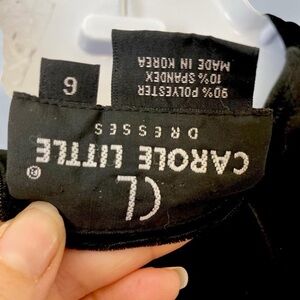 CL
CAROLE LITTLE®
DRESSES
90% POLYESTER
10% SPANDEX
MADE IN KOREA
6